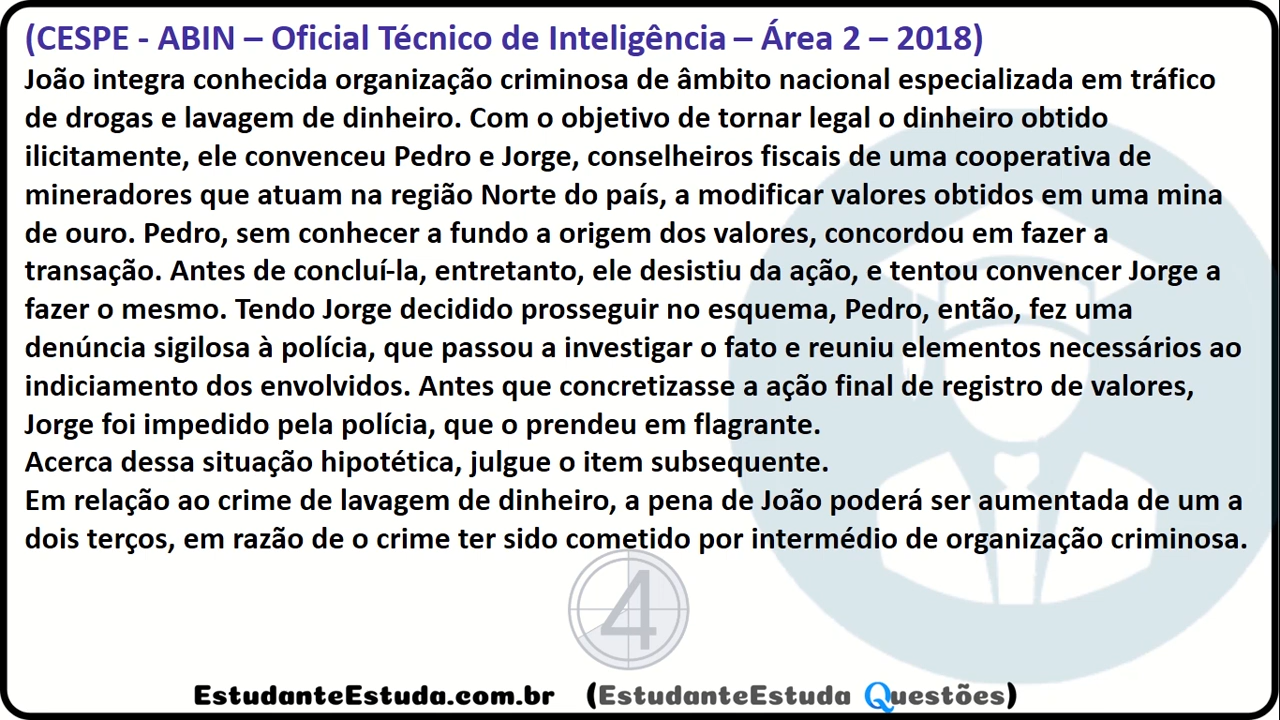 (CESPE - ABIN – Oficial Técnico de Inteligência – Área 2 – 2018)
João integra conhecida organização criminosa de âmbito nacional especializada em tráfico
de drogas e lavagem de dinheiro. Com o objetivo de tornar legal o dinheiro obtido
ilicitamente, ele convenceu Pedro e Jorge, conselheiros fiscais de uma cooperativa de
mineradores que atuam na região Norte do país, a modificar valores obtidos em uma mina
de ouro. Pedro, sem conhecer a fundo a origem dos valores, concordou em fazer a
transação. Antes de concluí-la, entretanto, ele desistiu da ação, e tentou convencer Jorge a
fazer o mesmo. Tendo Jorge decidido prosseguir no esquema, Pedro, então, fez uma
denúncia sigilosa à polícia, que passou a investigar o fato e reuniu elementos necessários ao
indiciamento dos envolvidos. Antes que concretizasse a ação final de registro de valores,
Jorge foi impedido pela polícia, que o prendeu em flagrante.
Acerca dessa situação hipotética, julgue o item subsequente.
Em relação ao crime de lavagem de dinheiro, a pena de João poderá ser aumentada de um a
dois terços, em razão de o crime ter sido cometido por intermédio de organização criminosa.
4
EstudanteEstuda.com.br (EstudanteEstuda Questões)